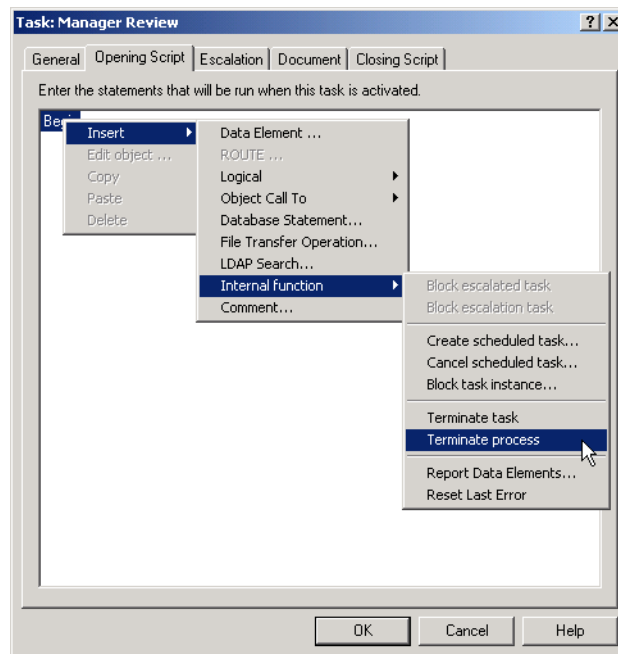 Task: Manager Review
General Opening Script Escalation Document Closing Script
Enter the statements that will be run when this task is activated.
Insert
Edit object ...
Copy
Paste
Delete
Data Element ...
ROUTE ...
Logical
Object Call To
Database Statement...
File Transfer Operation...
LDAP Search...
Internal function
Comment...
Block escalated task
Block escalation task
Create scheduled task...
Cancel scheduled task...
Block task instance...
Terminate task
Terminate process
Report Data Elements...
Reset Last Error
OK Cancel Help